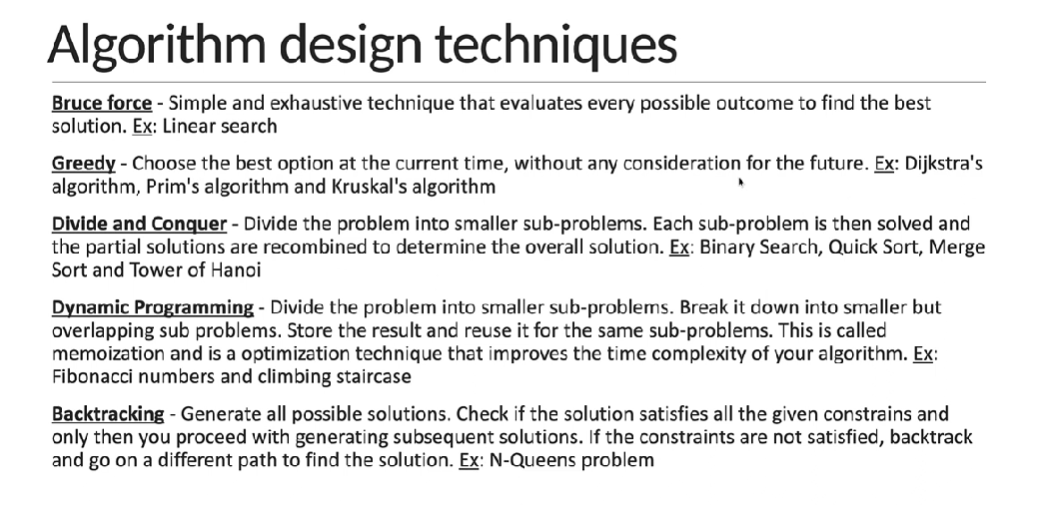 Algorithm design techniques
Bruce force - Simple and exhaustive technique that evaluates every possible outcome to find the best
solution. Ex: Linear search
Greedy - Choose the best option at the current time, without any consideration for the future. Ex: Dijkstra's
algorithm, Prim's algorithm and Kruskal's algorithm
Divide and Conquer - Divide the problem into smaller sub-problems. Each sub-problem is then solved and
the partial solutions are recombined to determine the overall solution. Ex: Binary Search, Quick Sort, Merge
Sort and Tower of Hanoi
Dynamic Programming - Divide the problem into smaller sub-problems. Break it down into smaller but
overlapping sub problems. Store the result and reuse it for the same sub-problems. This is called
memoization and is a optimization technique that improves the time complexity of your algorithm. Ex:
Fibonacci numbers and climbing staircase
Backtracking - Generate all possible solutions. Check if the solution satisfies all the given constrains and
only then you proceed with generating subsequent solutions. If the constraints are not satisfied, backtrack
and go on a different path to find the solution. Ex: N-Queens problem